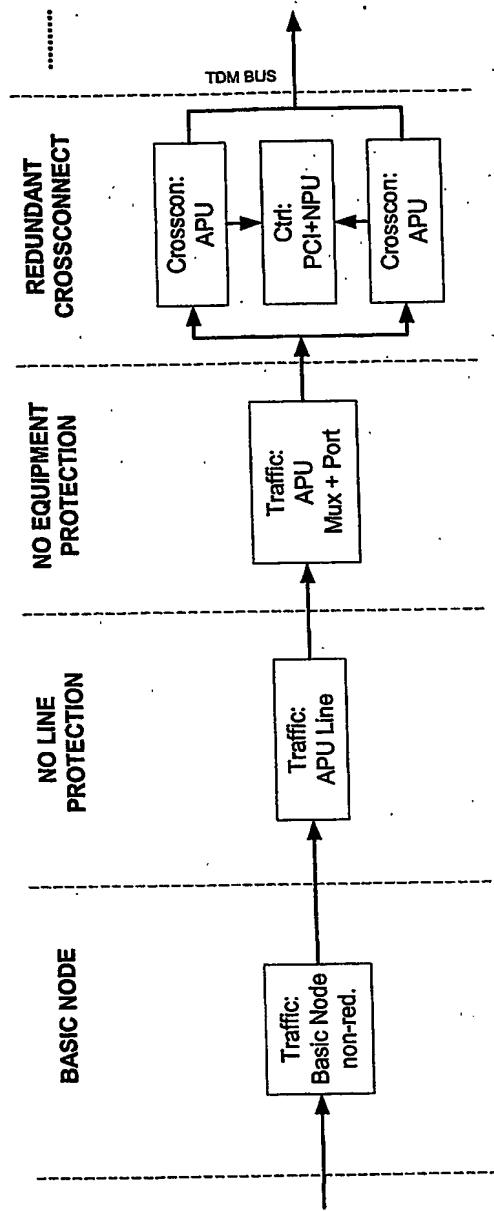 BASIC NODE
NO LINE
PROTECTION
NO EQUIPMENT
PROTECTION
REDUNDANT
CROSSCONNECT
..........
Traffic:
Basic Node
non-red.
Traffic:
APU Line
Traffic:
APU
Mux + Port
Crosscon:
APU
Ctrl:
PCI+NPU
Crosscon:
APU
TDM BUS